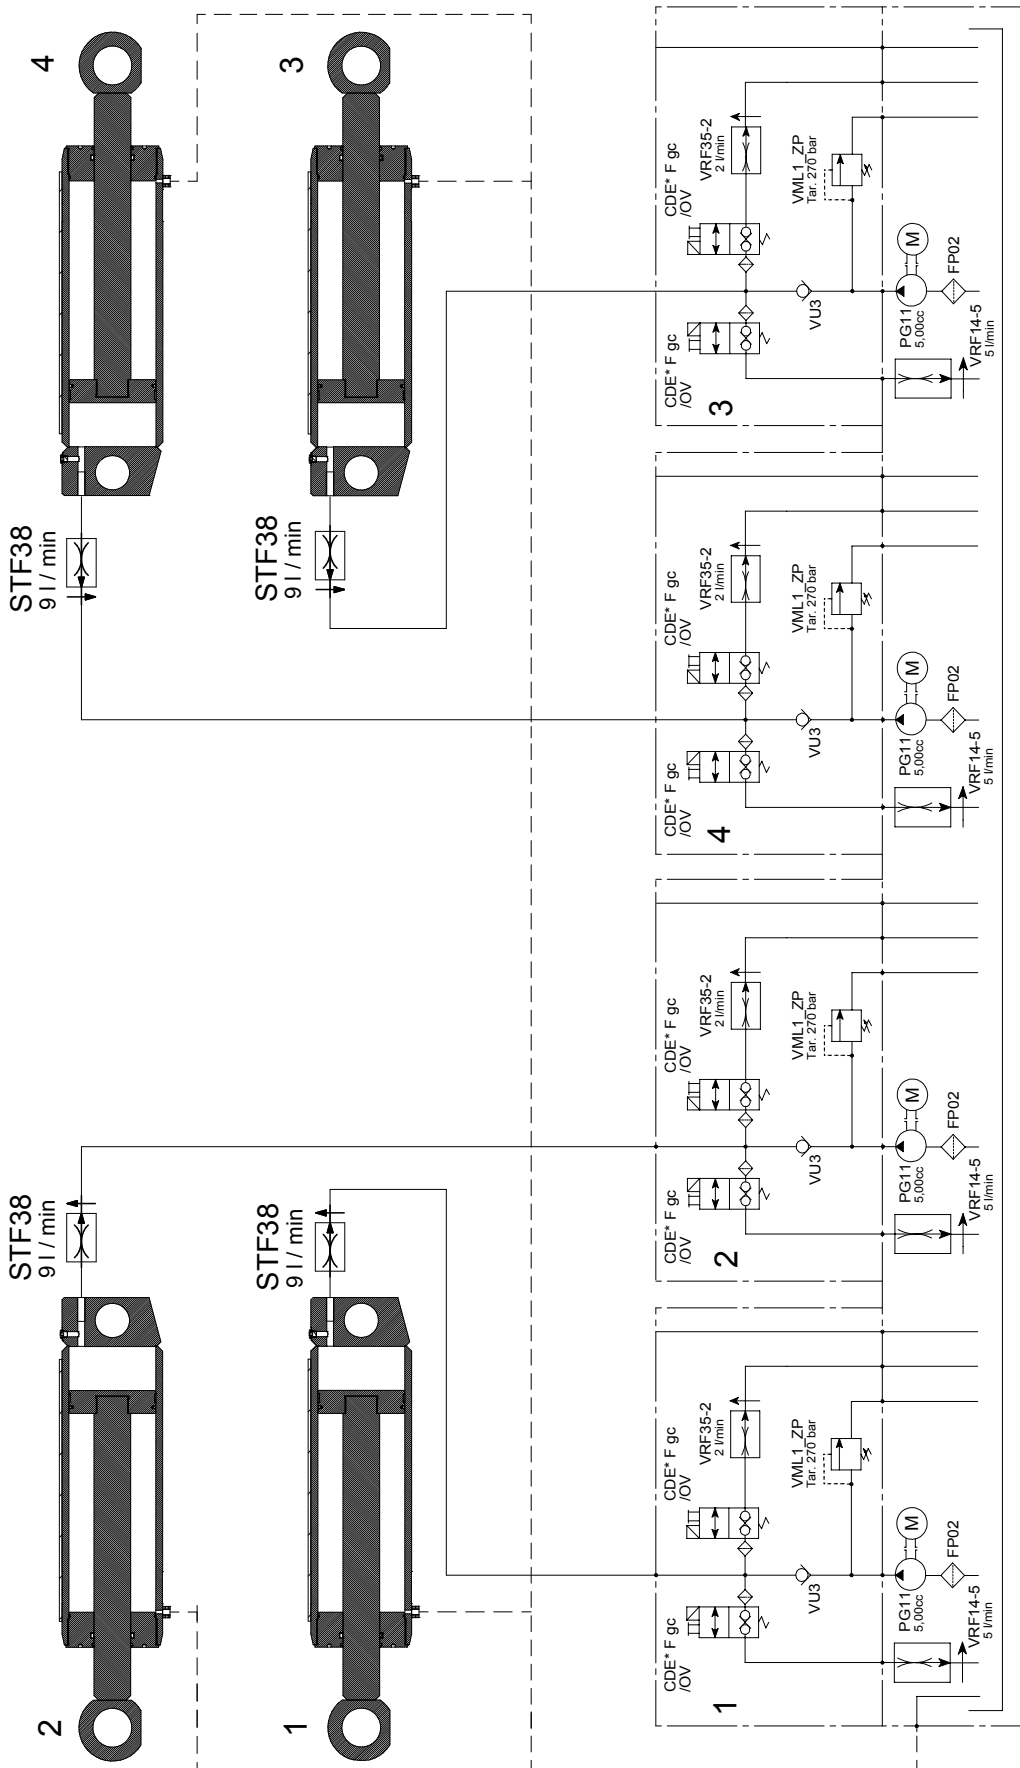 4
3
STF38
9 l / min
STF38
9 l / min
STF38
9 l / min
STF38
9 l / min
2
1
CDE* F gc
/OV
VRF35-2
2 l/min
VML1_ZP
Tar. 270 bar
CDE* F gc
/OV
3
VU3
M
PG11
5,00cc
FP02
VRF14-5
5 l/min
CDE* F gc
/OV
VRF35-2
2 l/min
VML1_ZP
Tar. 270 bar
CDE* F gc
/OV
4
VU3
M
PG11
5,00cc
FP02
VRF14-5
5 l/min
CDE* F gc
/OV
VRF35-2
2 l/min
VML1_ZP
Tar. 270 bar
CDE* F gc
/OV
2
VU3
M
PG11
5,00cc
FP02
VRF14-5
5 l/min
CDE* F gc
/OV
VRF35-2
2 l/min
VML1_ZP
Tar. 270 bar
CDE* F gc
/OV
1
VU3
M
PG11
5,00cc
FP02
VRF14-5
5 l/min